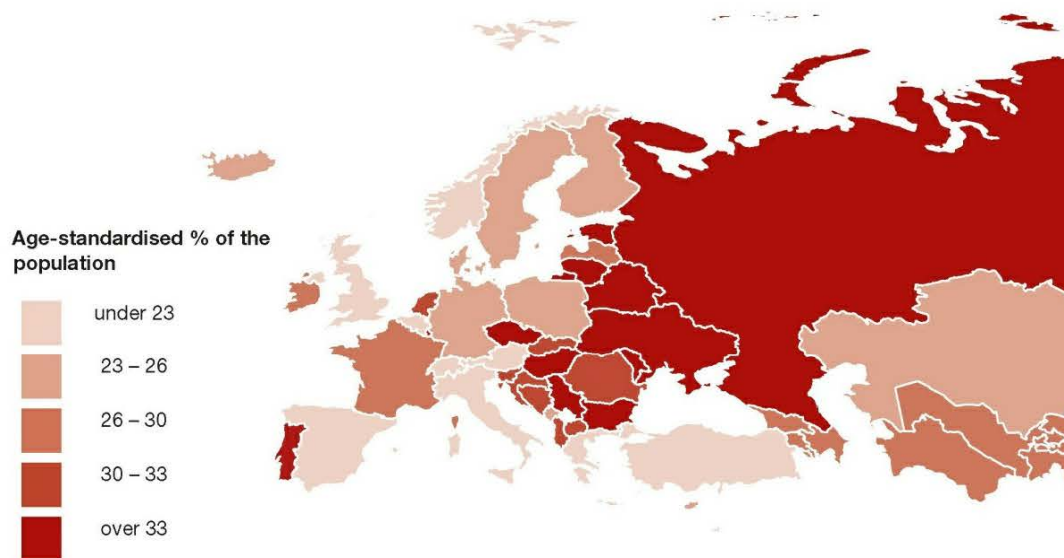 Age-standardised % of the
population
under 23
23 – 26
26 – 30
30 – 33
over 33